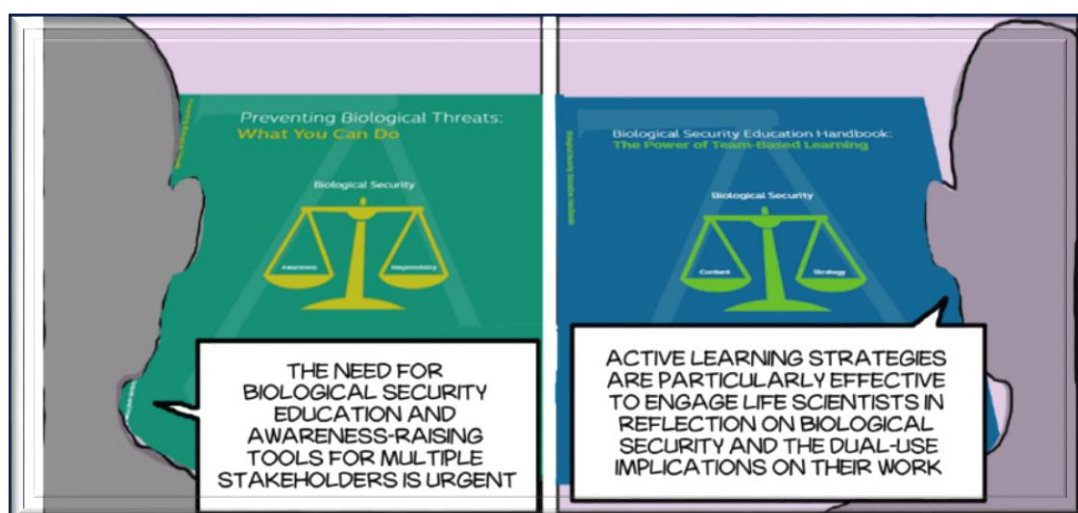 Preventing Biological Threats:
What You Can Do
Biological Security
Awareness
Responsibility
THE NEED FOR
BIOLOGICAL SECURITY
EDUCATION AND
AWARENESS-RAISING
TOOLS FOR MULTIPLE
STAKEHOLDERS IS URGENT
Biological Security Education Handbook:
The Power of Team-Based Learning
Biological Security
Content
Strategy
ACTIVE LEARNING STRATEGIES
ARE PARTICULARLY EFFECTIVE
TO ENGAGE LIFE SCIENTISTS IN
REFLECTION ON BIOLOGICAL
SECURITY AND THE DUAL-USE
IMPLICATIONS ON THEIR WORK